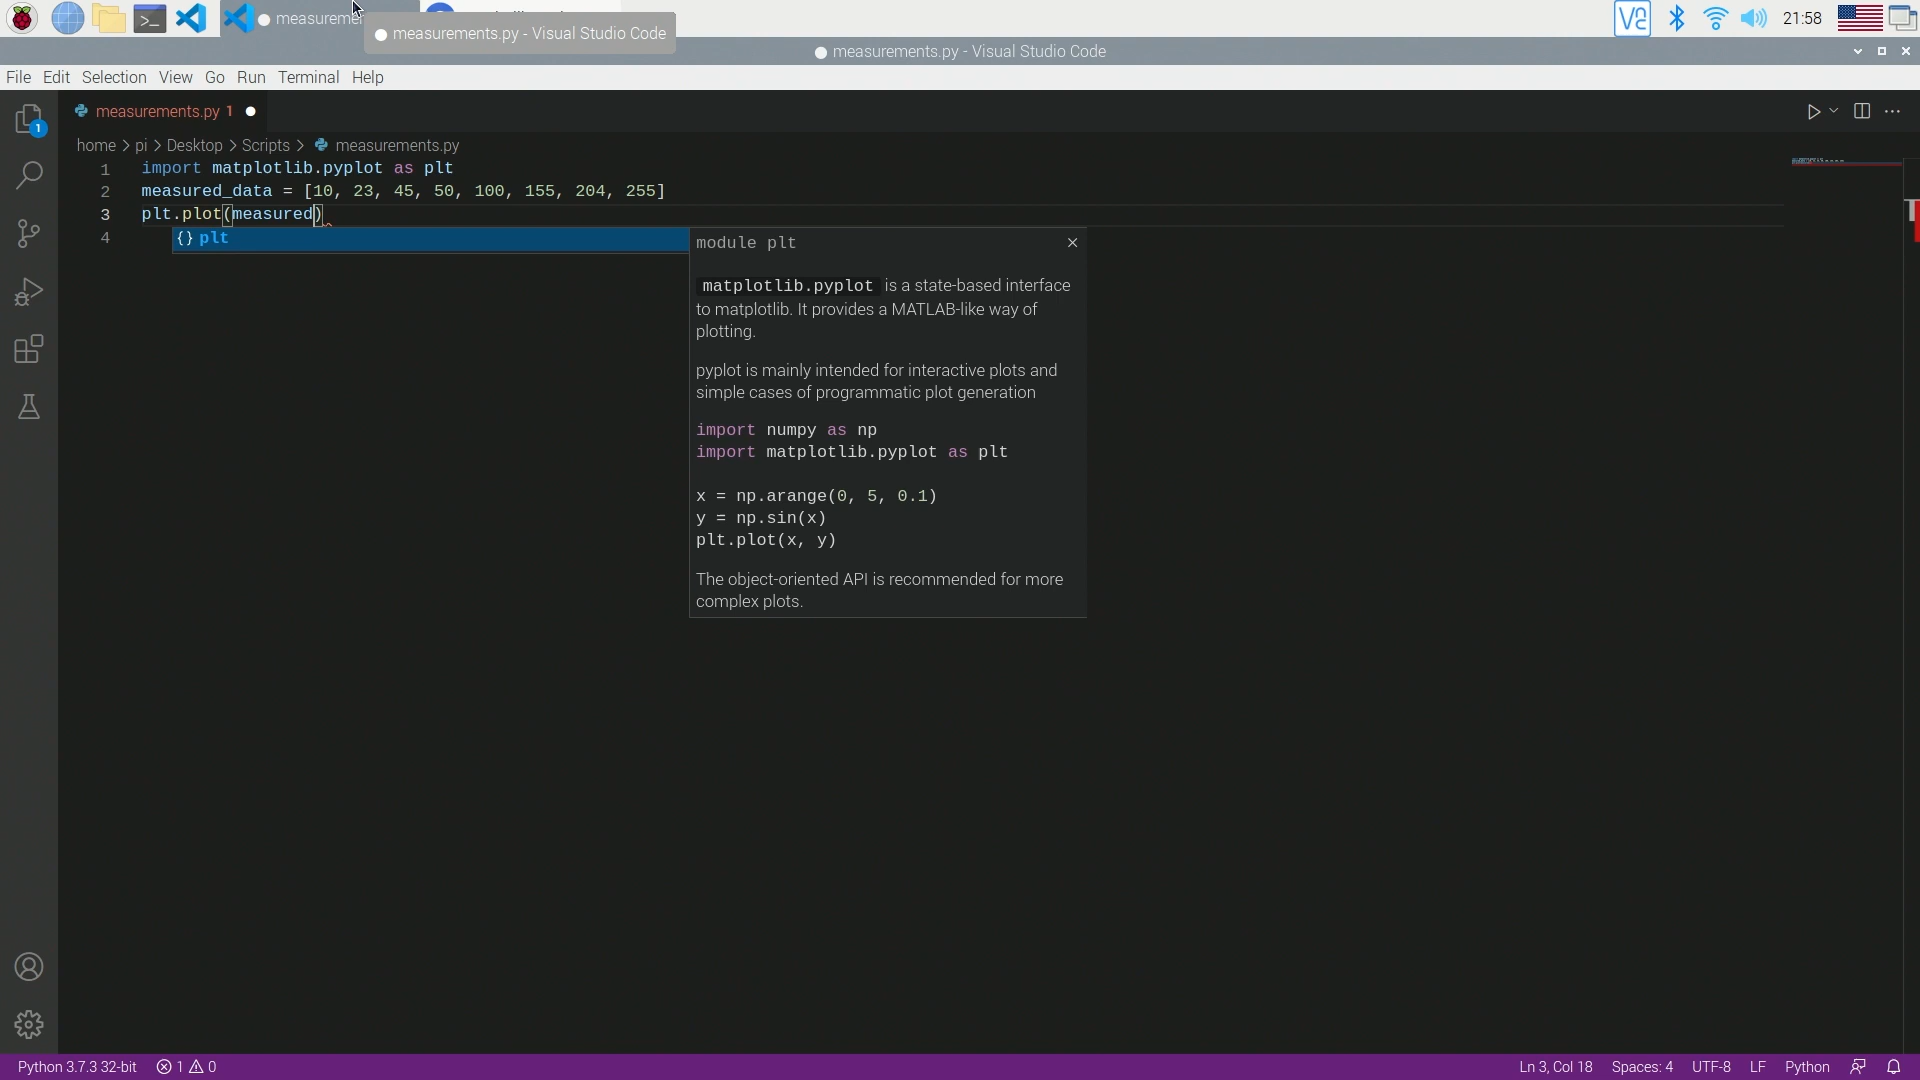 measureme
21:58
measurements.py - Visual Studio Code
measurements.py - Visual Studio Code
File Edit Selection View Go Run Terminal Help
measurements.py 1
home > pi > Desktop > Scripts > measurements.py
1 import matplotlib.pyplot as plt
2 measured_data = [10, 23, 45, 50, 100, 155, 204, 255]
3 plt.plot(measured)
4
{} plt
module plt
matplotlib.pyplot is a state-based interface
to matplotlib. It provides a MATLAB-like way of
plotting.
pyplot is mainly intended for interactive plots and
simple cases of programmatic plot generation
import numpy as np
import matplotlib.pyplot as plt
x = np.arange(0, 5, 0.1)
y = np.sin(x)
plt.plot(x, y)
The object-oriented API is recommended for more
complex plots.
1
Python 3.7.3 32-bit 1 0 Ln 3, Col 18 Spaces: 4 UTF-8 LF Python